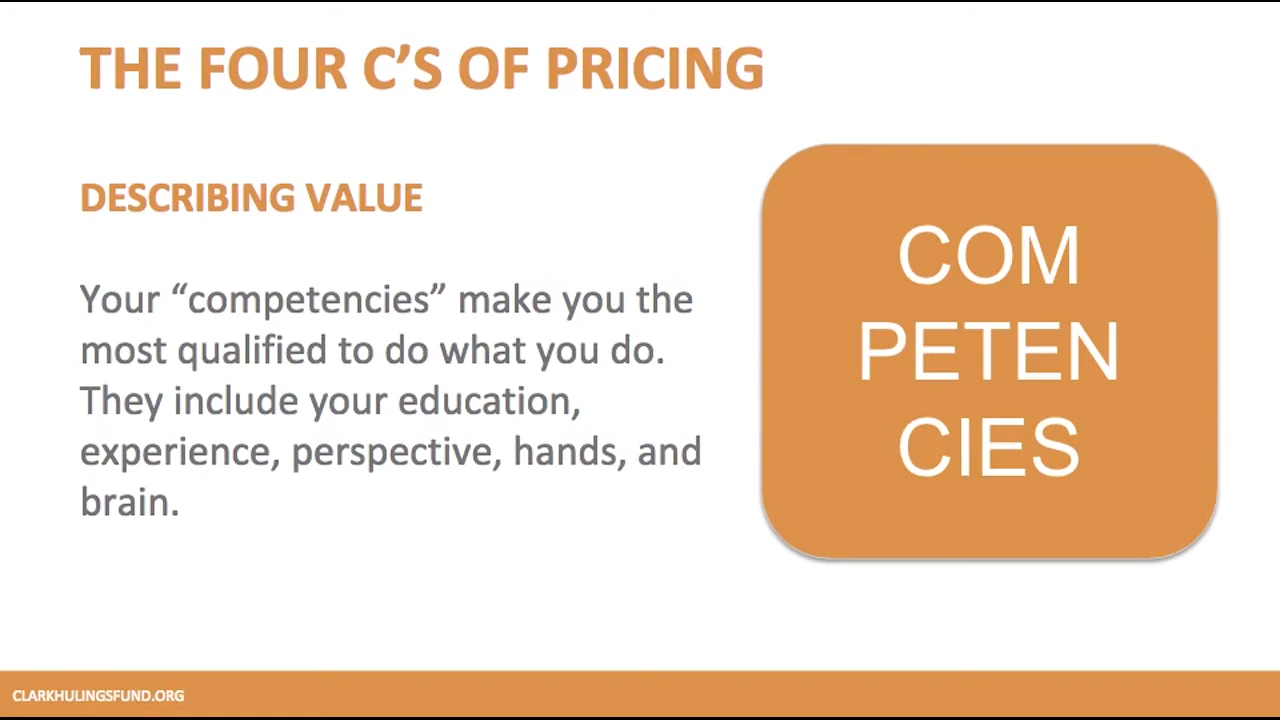 THE FOUR C’S OF PRICING
DESCRIBING VALUE
Your “competencies” make you the
most qualified to do what you do.
They include your education,
experience, perspective, hands, and
brain.
COM
PETEN
CIES
CLARKHULINGSFUND.ORG